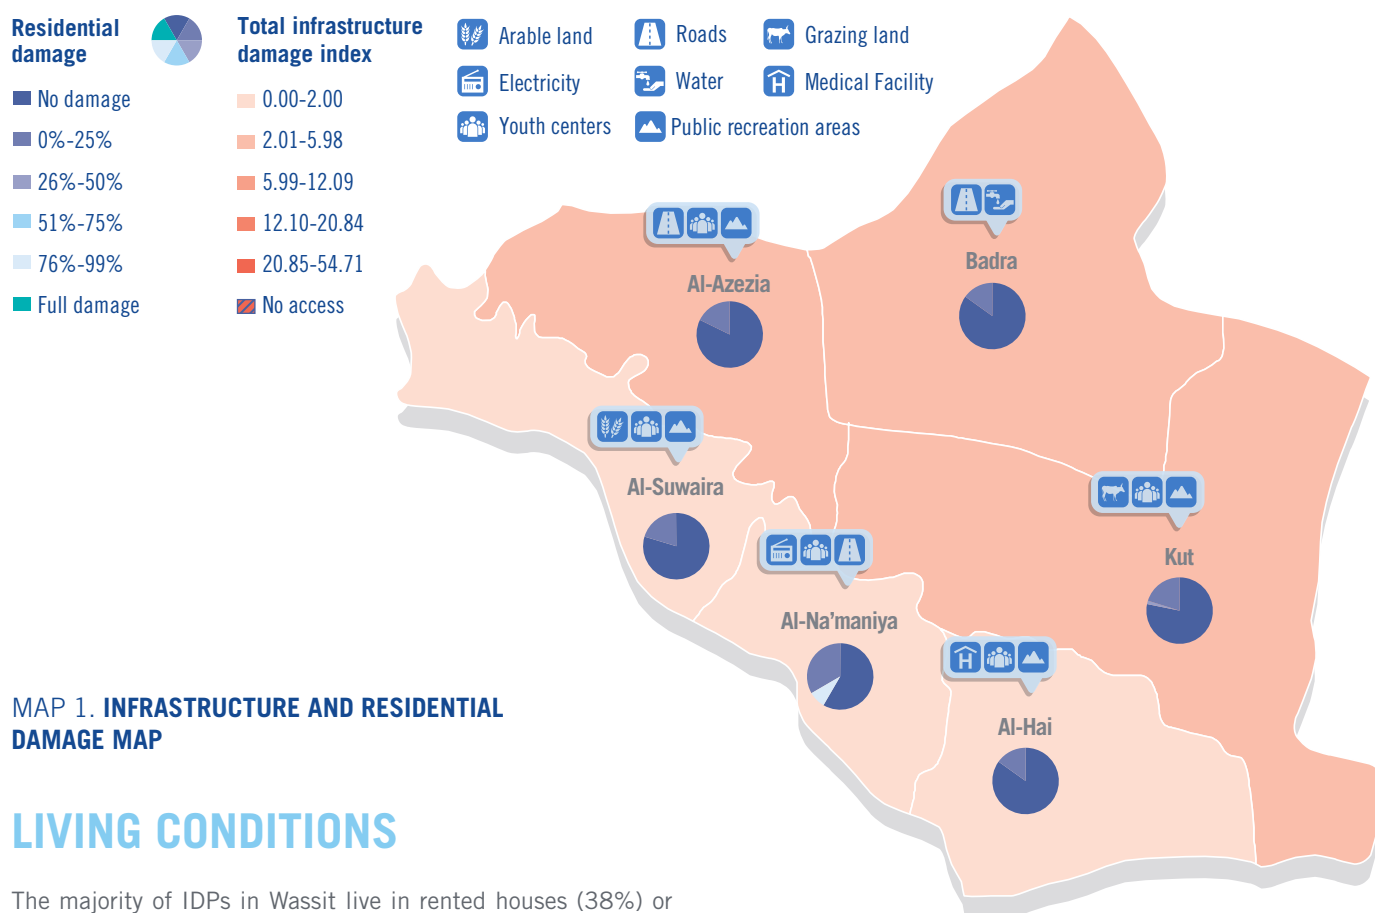 Residential
damage
No damage
0%-25%
26%-50%
51%-75%
76%-99%
Full damage
Total infrastructure
damage index
0.00-2.00
2.01-5.98
5.99-12.09
12.10-20.84
20.85-54.71
No access
Arable land
Roads
Grazing land
Electricity
Water
H
Medical Facility
Youth centers
Public recreation areas
Al-Azezia
Badra
Al-Suwaira
Kut
Al-Na’maniya
H
Al-Hai
MAP 1. INFRASTRUCTURE AND RESIDENTIAL
DAMAGE MAP
LIVING CONDITIONS
The majority of IDPs in Wassit live in rented houses (38%) or